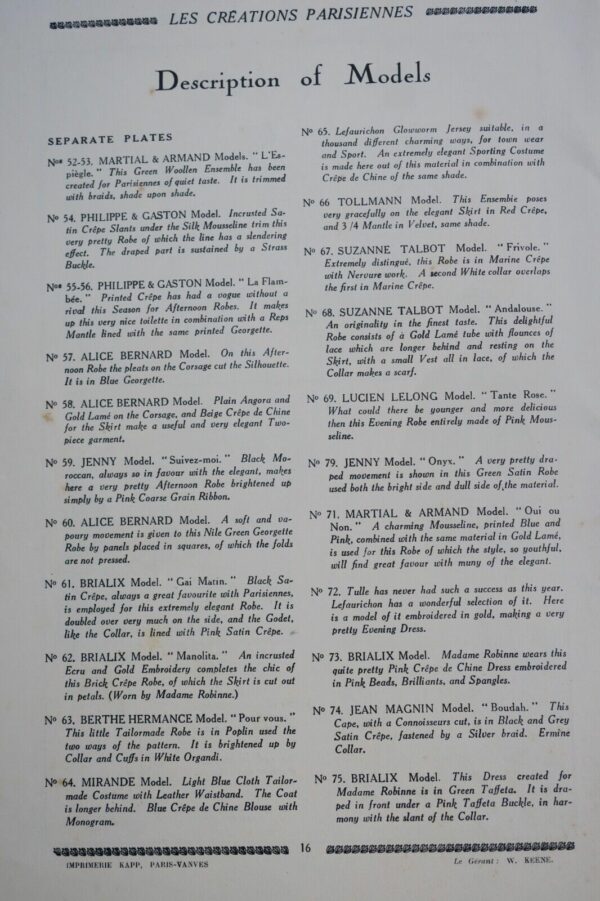 LES CRÉATIONS PARISIENNES
Description of Models
SEPARATE PLATES
Nos 52-53. MARTIAL & ARMAND Models. "L'Es-
piègle." This Green Woollen Ensemble has been
created for Parisiennes of quiet taste. It is trimmed
with braids, shade upon shade.
No 54. PHILIPPE & GASTON Model. Incrusted Sa-
tin Crêpe Slants under the Silk Mousseline trim this
very pretty Robe of which the line has a slendering
effect. The draped part is sustained by a Strass
Buckle.
Nos 55-56. PHILIPPE & GASTON Model. "La Flam-
bée." Printed Crêpe has had a vogue without a
rival this Season for Afternoon Robes. It makes
up this very nice toilette in combination with a Reps
Mantle lined with the same printed Georgette.
No 57. ALICE BERNARD Model. On this After-
noon Robe the pleats on the Corsage cut the Silhouette.
It is in Blue Georgette.
No 58. ALICE BERNARD Model. Plain Angora and
Gold Lamé on the Corsage, and Beige Crêpe de Chine
for the Skirt make a useful and very elegant Two-
piece garment.
No 59. JENNY Model. "Suivez-moi." Black Mo-
roccan, always so in favour with the elegant, makes
here a very pretty Afternoon Robe brightened up
simply by a Pink Coarse Grain Ribbon.
No 60. ALICE BERNARD Model. A soft and va-
poury movement is given to this Nile Green Georgette
Robe by panels placed in squares, of which the folds
are not pressed.
No 61. BRIALIX Model. "Gai Matin." Black Sa-
tin Crêpe, always a great favourite with Parisiennes,
is employed for this extremely elegant Robe. It is
doubled over very much on the side, and the Godet,
like the Collar, is lined with Pink Satin Crêpe.
No 62. BRIALIX Model. "Manolita." An incrusted
Ecru and Gold Embroidery completes the chic of
this Brick Crêpe Robe, of which the Skirt is cut out
in petals. (Worn by Madame Robinne.)
No 63. BERTHE HERMANCE Model. "Pour vous."
This little Tailormade Robe is in Poplin used the
two ways of the pattern. It is brightened up by
Collar and Cuffs in White Organdi.
No 64. MIRANDE Model. Light Blue Cloth Tailor-
made Costume with Leather Waistband. The Coat
is longer behind. Blue Crêpe de Chine Blouse with
Monogram.
No 65. Lefaurichon Glowworm Jersey suitable, in a
thousand different charming ways, for town wear
and Sport. An extremely elegant Sporting Costume
is made here out of this material in combination with
Crêpe de Chine of the same shade.
No 66 TOLLMANN Model. This Ensemble poses
very gracefully on the elegant Skirt in Red Crêpe,
and 3/4 Mantle in Velvet, same shade.
No 67. SUZANNE TALBOT Model. "Frivole."
Extremely distingué, this Robe is in Marine Crêpe
with Nervure work. A second White collar overlaps
the first in Marine Crêpe.
No 68. SUZANNE TALBOT Model. "Andalouse."
An originality in the finest taste. This delightful
Robe consists of à Gold Lamé tube with flounces of
lace which are longer behind and resting on the
Skirt, with a small Vest all in lace, of which the
Collar makes a scarf.
No 69. LUCIEN LELONG Model. "Tante Rose."
What could there be younger and more delicious
then this Evening Robe entirely made of Pink Mous-
seline.
No 79. JENNY Model. "Onyx." A very pretty dra-
ped movement is shown in this Green Satin Robe
used both the bright side and dull side of the material.
No 71. MARTIAL & ARMAND Model. "Oui ou
Non." A charming Mousseline, printed Blue and
Pink, combined with the same material in Gold Lamé,
is used for this Robe of which the style, so youthful,
will find great favour with muny of the elegant.
No 72. Tulle has never had such a success as this year.
Lefaurichon has a wonderful selection of it. Here
is a model of it embroidered in gold, making a very
pretty Evening Dress.
No 73. BRIALIX Model. Madame Robinne wears this
quite pretty Pink Crêpe de Chine Dress embroidered
in Pink Beads, Brilliants, and Spangles.
No 74. JEAN MAGNIN Model. "Boudah." This
Cape, with a Connoisseurs cut, is in Black and Grey
Satin Crêpe, fastened by a Silver braid. Ermine
Collar.
No 75. BRIALIX Model. This Dress created for
Madame Robinne is in Green Taffeta. It is dra-
ped in front under a Pink Taffeta Buckle, in har-
mony with the slant of the Collar.
16
IMPRIMERIE KAPP, PARIS-VANVES
Le Gérant: W. KEENE.